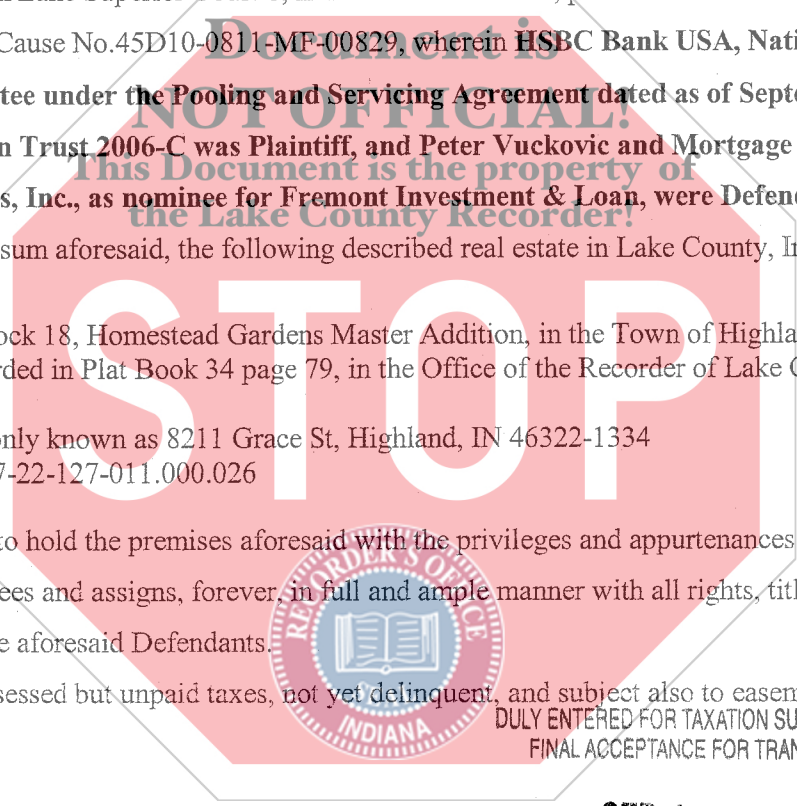 Document is
Cause No.45D10-0811-MF-00829, wherein HSBC Bank USA, Nati
tee under the Pooling and Servicing Agreement dated as of Septe
NOT OFFICIAL!
n Trust 2006-C was Plaintiff, and Peter Vuckovic and Mortgage
This Document is the property of
s, Inc., as nominee for Fremont Investment & Loan, were Defend
the Lake County Recorder!
sum aforesaid, the following described real estate in Lake County, In
STOP
ock 18, Homestead Gardens Master Addition, in the Town of Highla
rded in Plat Book 34 page 79, in the Office of the Recorder of Lake C
only known as 8211 Grace St, Highland, IN 46322-1334
7-22-127-011.000.026
to hold the premises aforesaid with the privileges and appurtenances
RECORDER'S OFFICE
ees and assigns, forever, in full and ample manner with all rights, titl
e aforesaid Defendants.
sessed but unpaid taxes, not yet delinquent, and subject also to easem
INDIANA
DULY ENTERED FOR TAXATION SU
FINAL ACCEPTANCE FOR TRAN